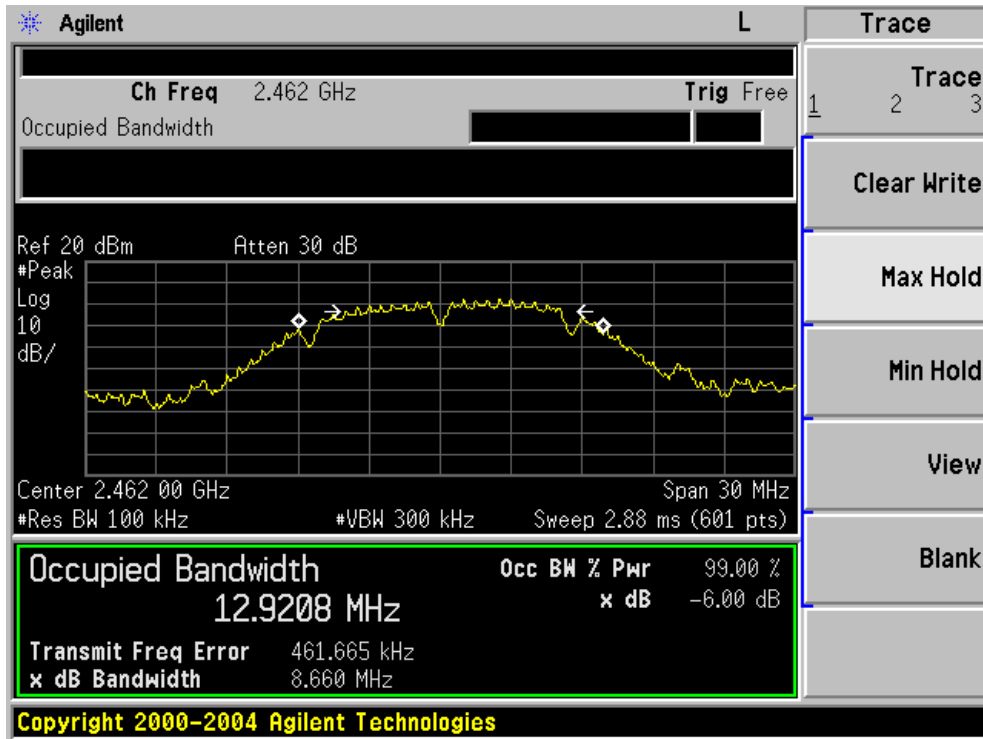 Agilent L Trace
Ch Freq 2.462 GHz Trig Free
Occupied Bandwidth
Trace
1 2 3
Clear Write
Max Hold
Min Hold
View
Blank
Ref 20 dBm Atten 30 dB
#Peak
Log
10
dB/
Center 2.462 00 GHz Span 30 MHz
#Res BW 100 kHz #VBW 300 kHz Sweep 2.88 ms (601 pts)
Occupied Bandwidth Occ BW % Pwr 99.00 %
12.9208 MHz x dB -6.00 dB
Transmit Freq Error 461.665 kHz
x dB Bandwidth 8.660 MHz
Copyright 2000-2004 Agilent Technologies